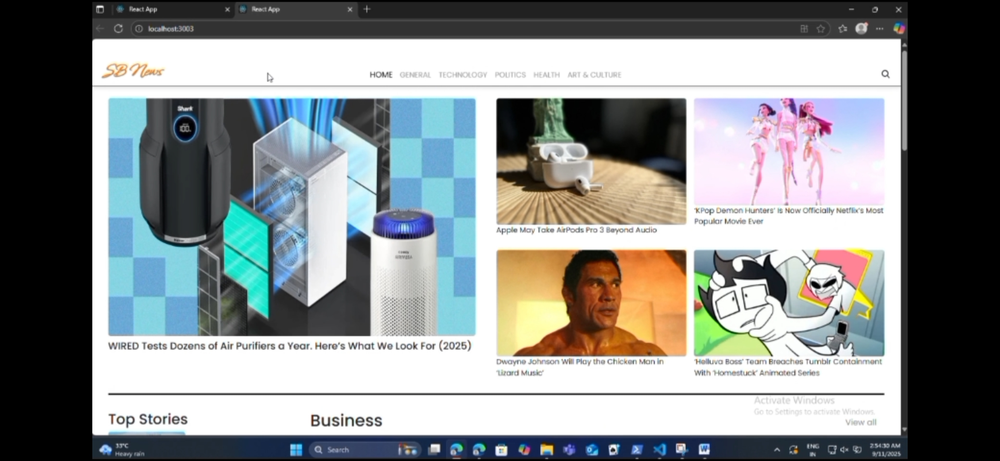 React App
React App
localhost:3003
SB News
HOME GENERAL TECHNOLOGY POLITICS HEALTH ART & CULTURE
Shark
100
WIRED Tests Dozens of Air Purifiers a Year. Here's What We Look For (2025)
Apple May Take AirPods Pro 3 Beyond Audio
'KPop Demon Hunters' Is Now Officially Netflix's Most
Popular Movie Ever
Dwayne Johnson Will Play the Chicken Man in
'Lizard Music'
'Helluva Boss' Team Breaches Tumblr Containment
With 'Homestuck' Animated Series
Activate Windows
Go to Settings to activate Windows.
Top Stories
Business
View all
33°C
Heavy rain
Search
ENG
IN
2:54:30 AM
9/11/2025